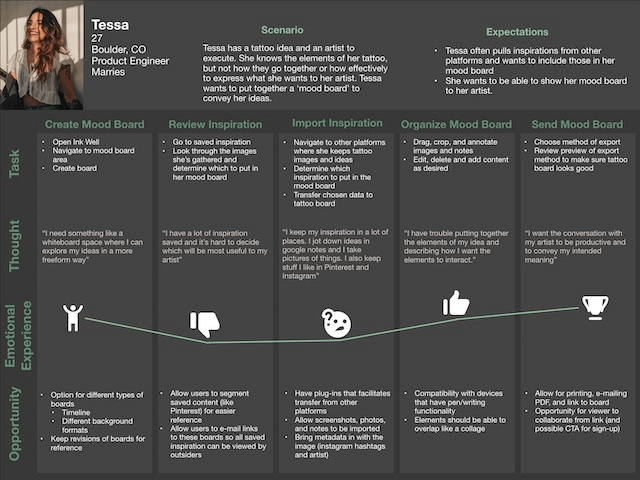 Tessa
27
Boulder, CO
Product Engineer
Marries
Scenario
Tessa has a tattoo idea and an artist to
execute. She knows the elements of her tattoo,
but not how they go together or how effectively
to express what she wants to her artist. Tessa
wants to put together a ‘mood board’ to
convey her ideas.
Expectations
• Tessa often pulls inspirations from other
platforms and wants to include those in her
mood board
• She wants to be able to show her mood board
to her artist.
Create Mood Board
Review Inspiration
Import Inspiration
Organize Mood Board
Send Mood Board
Task
• Open Ink Well
• Navigate to mood board
area
• Create board
• Go to saved inspiration
• Look through the images
she’s gathered and
determine which to put in
her mood board
• Navigate to other platforms
where she keeps tattoo
images and ideas
• Determine which
inspiration to put in the
mood board
• Transfer chosen data to
tattoo board
• Drag, crop, and annotate
images and notes
• Edit, delete and add content
as desired
• Choose method of export
• Review preview of export
method to make sure tattoo
board looks good
Thought
“I need something like a
whiteboard space where I can
explore my ideas in a more
freeform way”
“I have a lot of inspiration
saved and it’s hard to decide
which will be most useful to my
artist”
“I keep my inspiration in a lot of
places. I jot down ideas in
google notes and I take
pictures of things. I also keep
stuff I like in Pinterest and
Instagram”
“I have trouble putting together
the elements of my idea and
describing how I want the
elements to interact.”
“I want the conversation with
my artist to be productive and
to convey my intended
meaning”
Emotional
Experience
Opportunity
• Option for different types of
boards
• Timeline
• Different background
formats
• Keep revisions of boards for
reference
• Allow users to segment
saved content (like
Pinterest) for easier
reference
• Allow users to e-mail links
to these boards so all saved
inspiration can be viewed by
outsiders
• Have plug-ins that facilitates
transfer from other
platforms
• Allow screenshots, photos,
and notes to be imported
• Bring metadata in with the
image (instagram hashtags
and artist)
• Compatibility with devices
that have pen/writing
functionality
• Elements should be able to
overlap like a collage
• Allow for printing, e-mailing
PDF, and link to board
• Opportunity for viewer to
collaborate from link (and
possible CTA for sign-up)